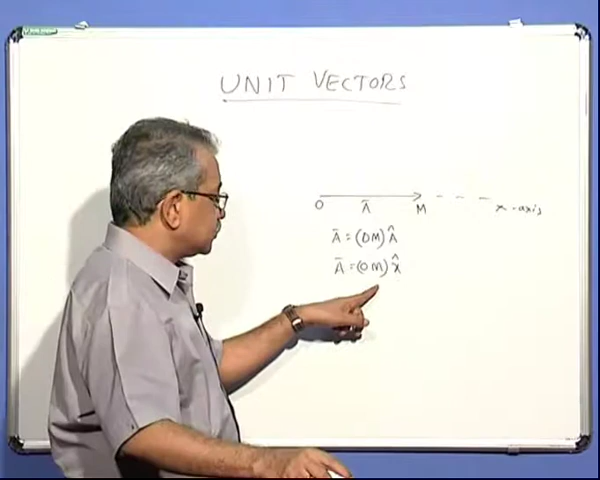 UNIT VECTORS
O Ā M x-axis
Ā = (OM) Â
Ā = (OM) x̂